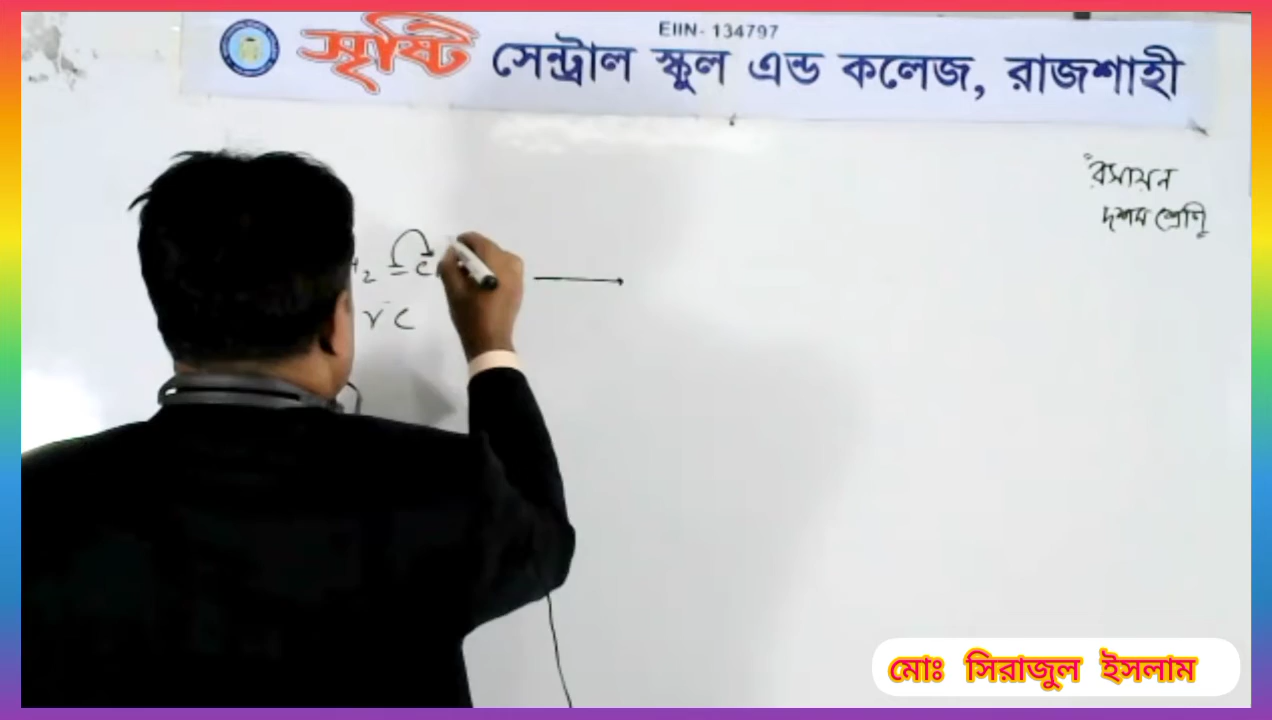 EIIN- 134797
সৃষ্টি সেন্ট্রাল স্কুল এন্ড কলেজ, রাজশাহী
রসায়ন
দশম শ্রেণি
মোঃ সিরাজুল ইসলাম